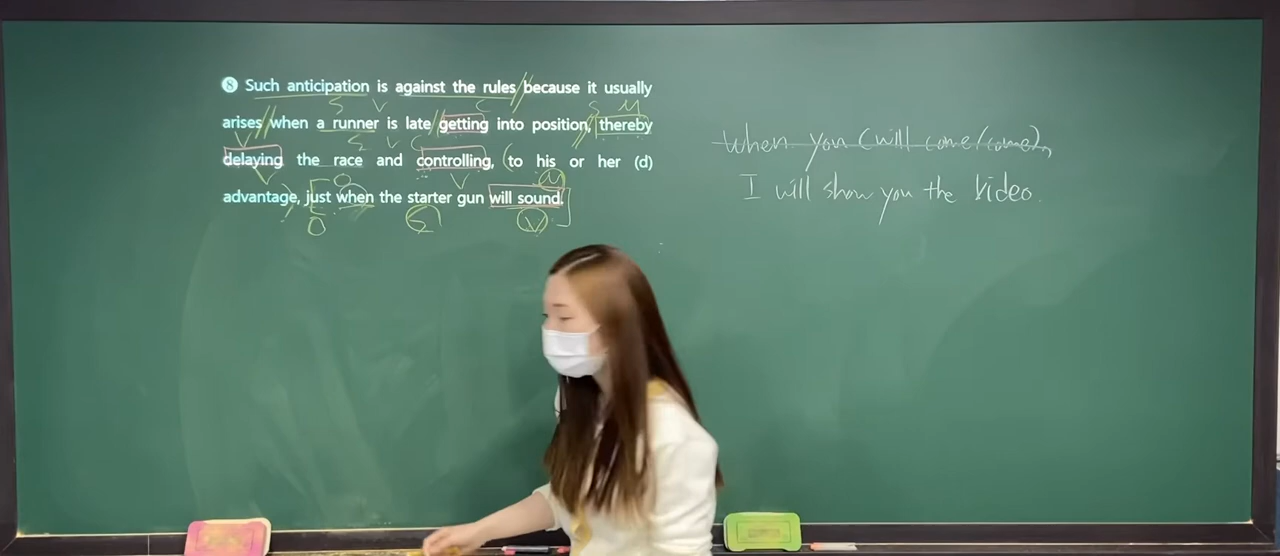 ❽ Such anticipation is against the rules because it usually
S V C S M
arises when a runner is late getting into position, thereby
V S V C
delaying the race and controlling, (to his or her (d)
V O V M
advantage,) just [when the starter gun will sound.]
O S V
when you (will come/come),
I will show you the Video.